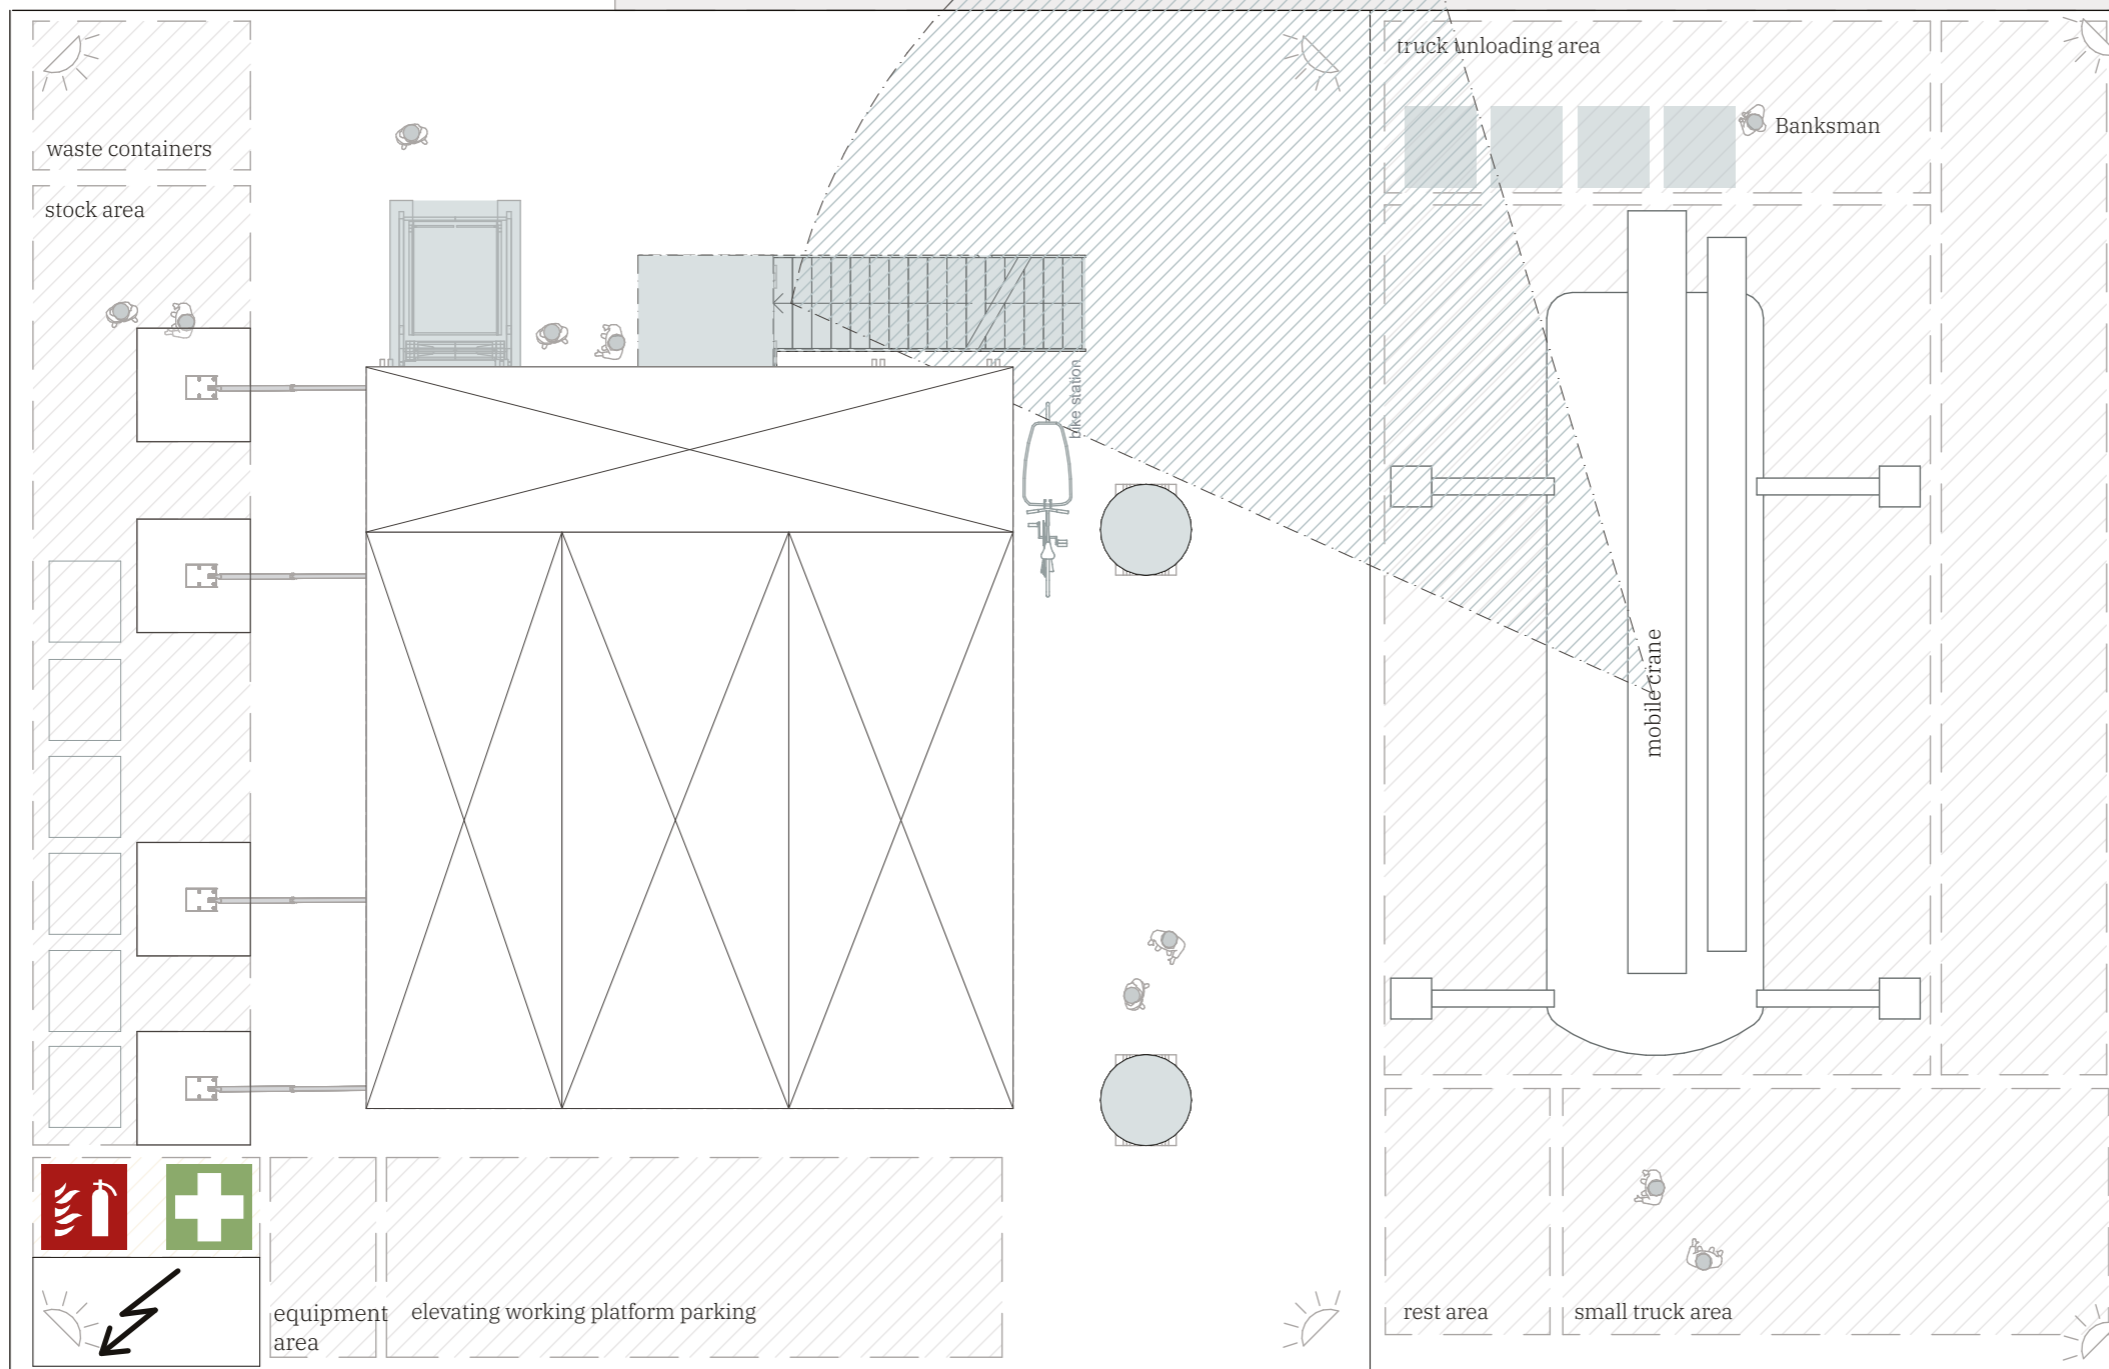 truck unloading area
Banksman
waste containers
stock area
bike station
mobile crane
equipment
area
elevating working platform parking
rest area
small truck area